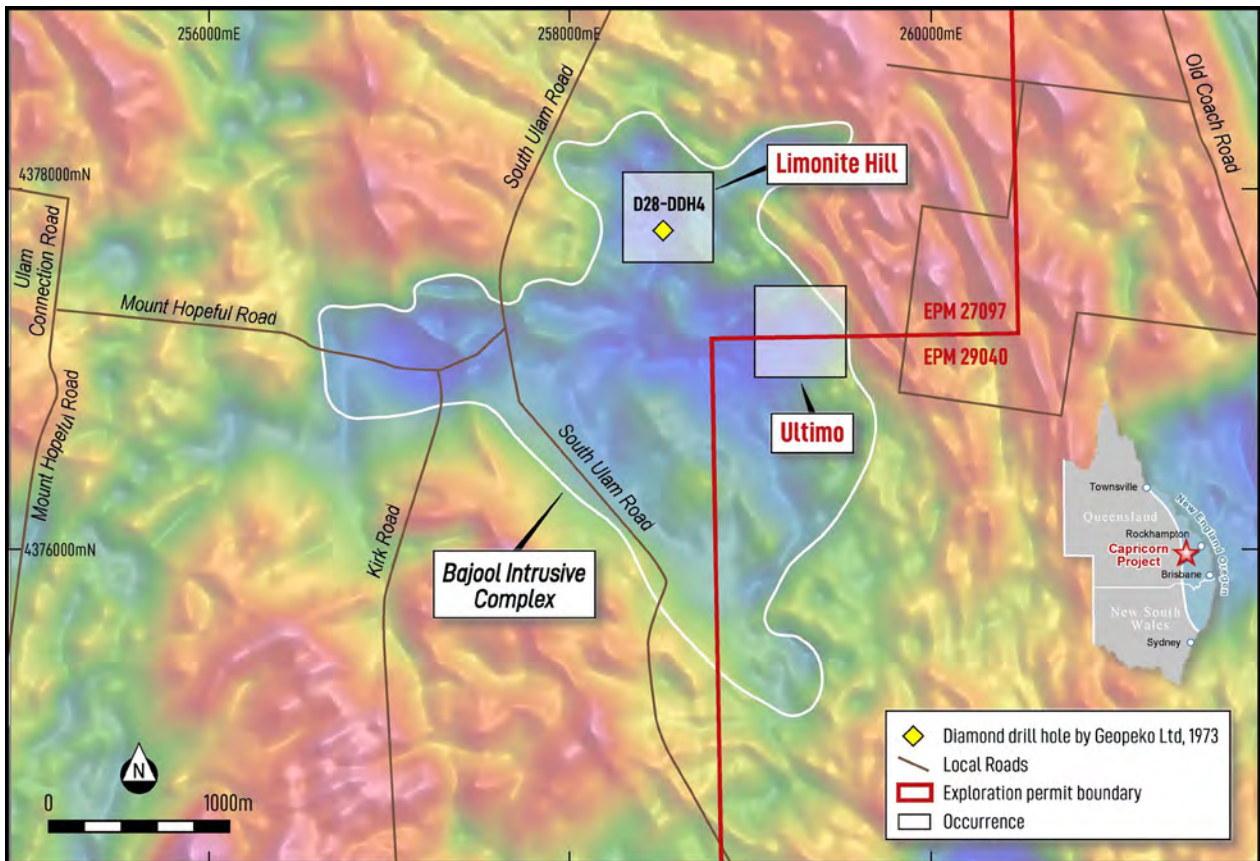 256000mE
258000mE
260000mE
4378000mN
4376000mN
South Ulam Road
Old Coach Road
Limonite Hill
D28-DDH4
Ulam
Connection Road
Mount Hopeful Road
EPM 27097
EPM 29040
Ultimo
Mount Hopeful Road
South Ulam Road
Kirk Road
Bajool Intrusive
Complex
Townsville
Queensland
New England Orogen
Rockhampton
Capricorn
Project
Brisbane
New South
Wales
Sydney
N
0
1000m
Diamond drill hole by Geopeko Ltd, 1973
Local Roads
Exploration permit boundary
Occurrence